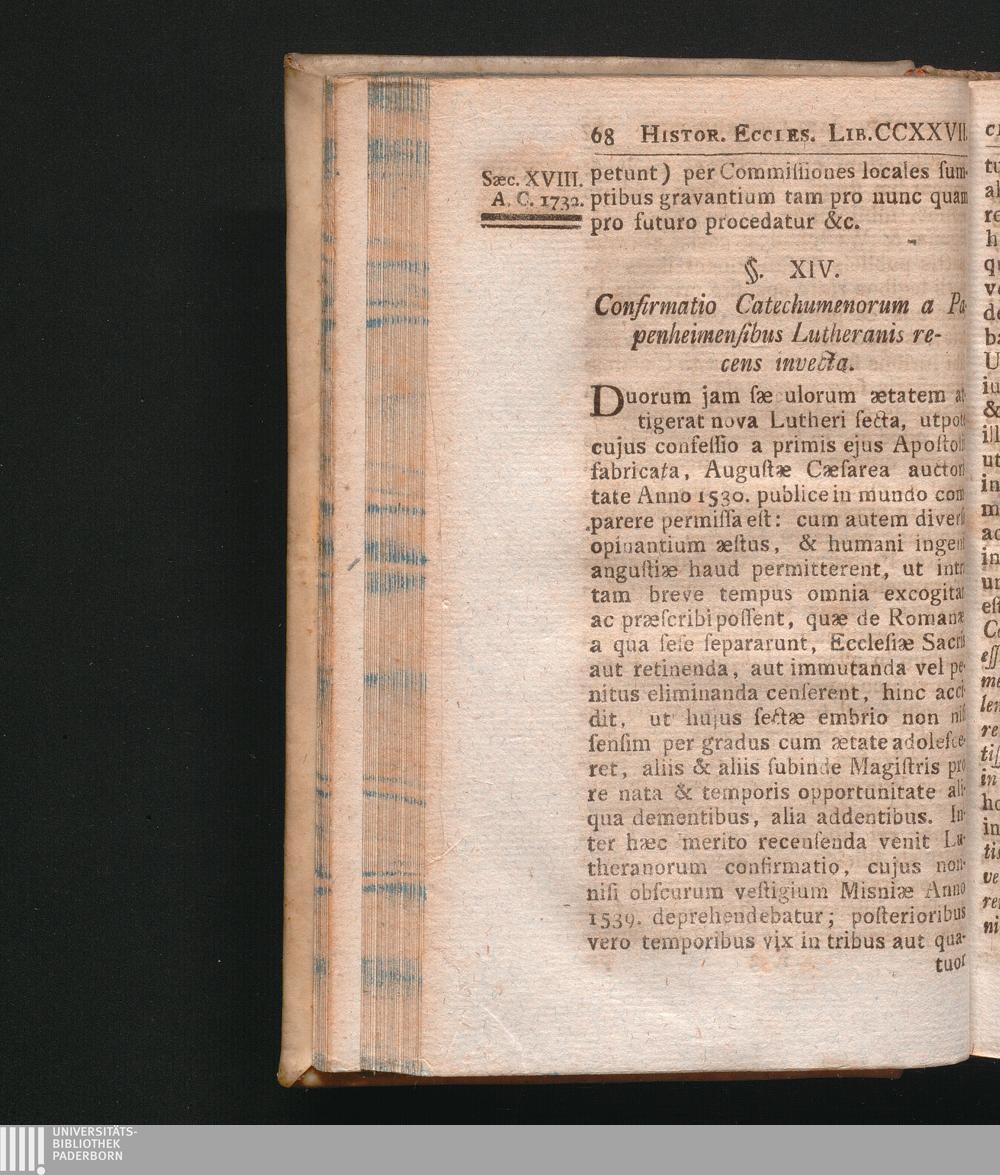 68 HISTOR. ECCLES. LIB.CCXXVII
Sæc. XVIII.
A. C. 1732.
petunt) per Commiſſiones locales ſum-
ptibus gravantium tam pro nunc quam
pro futuro procedatur &c.
§. XIV.
Confirmatio Catechumenorum a Pa-
penheimenſibus Lutheranis re-
cens invecta.
Duorum jam ſæ ulorum ætatem at
tigerat nova Lutheri ſecta, utpote
cujus confeſſio a primis ejus Apoſtoli
fabricata, Auguſtæ Cæſarea auctori
tate Anno 1530. publice in mundo com
parere permiſſa eſt: cum autem diverſi
opinantium æſtus, & humani ingenii
anguſtiæ haud permitterent, ut intr
tam breve tempus omnia excogitar
ac præſcribi poſſent, quæ de Romanæ
a qua ſeſe ſepararunt, Eccleſiæ Sacris
aut retinenda, aut immutanda vel pe-
nitus eliminanda cenſerent, hinc acci-
dit, ut hujus ſectæ embrio non niſi
ſenſim per gradus cum ætate adoleſce-
ret, aliis & aliis ſubinde Magiſtris pro
re nata & temporis opportunitate ali-
qua dementibus, alia addentibus. In-
ter hæc merito recenſenda venit Lu-
theranorum confirmatio, cujus non-
niſi obſcurum veſtigium Misniæ Anno
1539. deprehendebatur; poſterioribus
vero temporibus vix in tribus aut qua-
tuor
UNIVERSITÄTS-
BIBLIOTHEK
PADERBORN